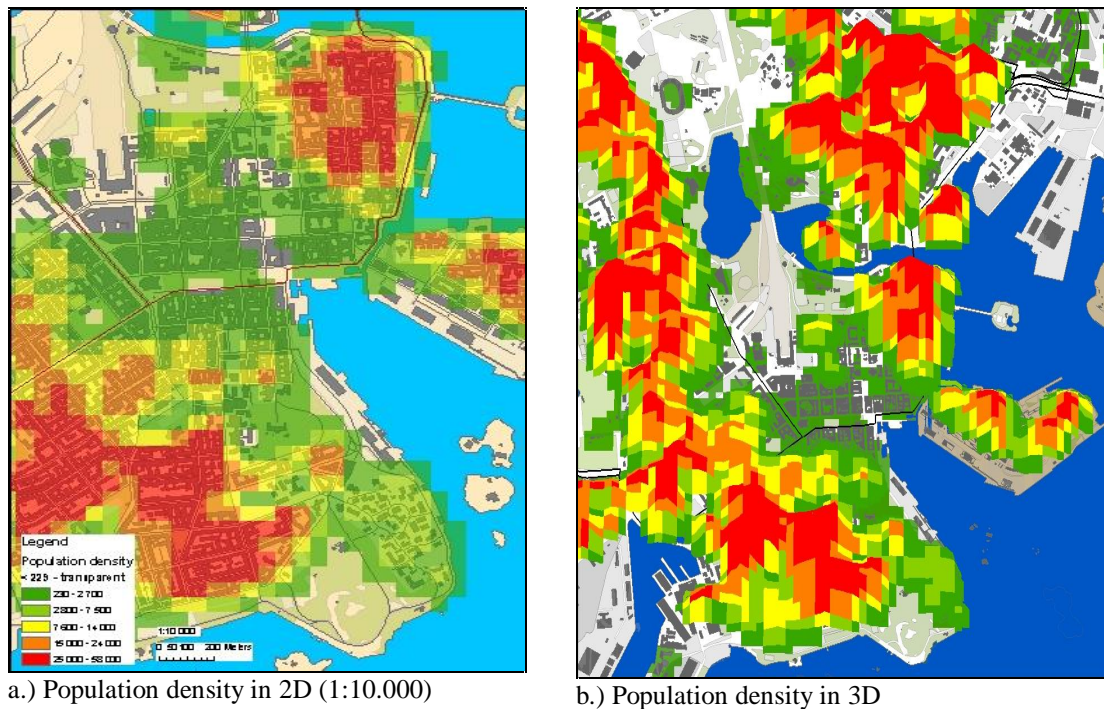 Legend
Population density
< 229 - transparent
230 - 2 700
2 800 - 7 500
7 600 - 14 000
15 000 - 24 000
25 000 - 58 000
1:10 000
0 50 100 200 Meters
a.) Population density in 2D (1:10.000)
b.) Population density in 3D